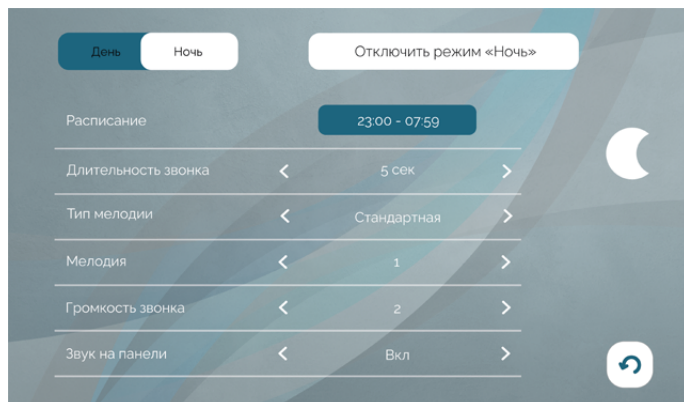 День
Ночь
Отключить режим «Ночь»
Расписание
23:00 - 07:59
Длительность звонка
5 сек
Тип мелодии
Стандартная
Мелодия
1
Громкость звонка
2
Звук на панели
Вкл